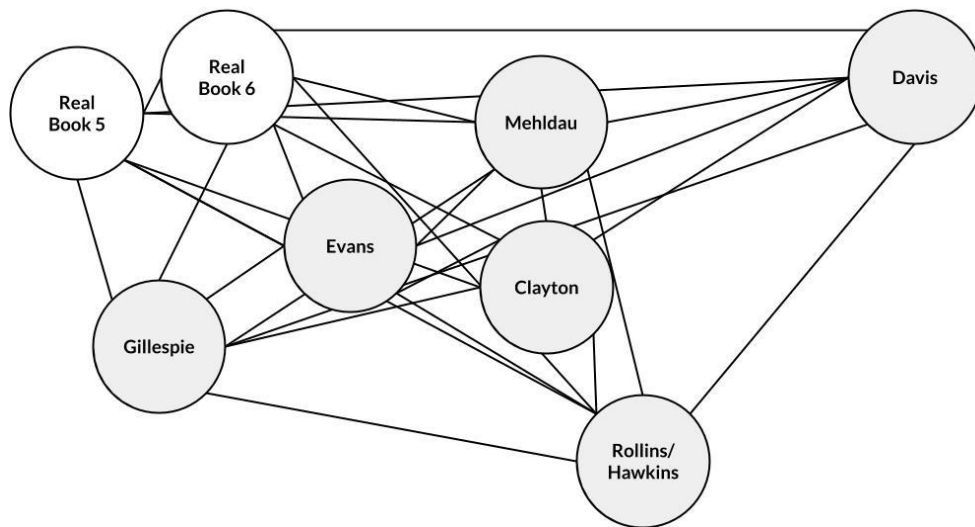 Real
Book 5
Real
Book 6
Mehldau
Davis
Evans
Clayton
Gillespie
Rollins/
Hawkins